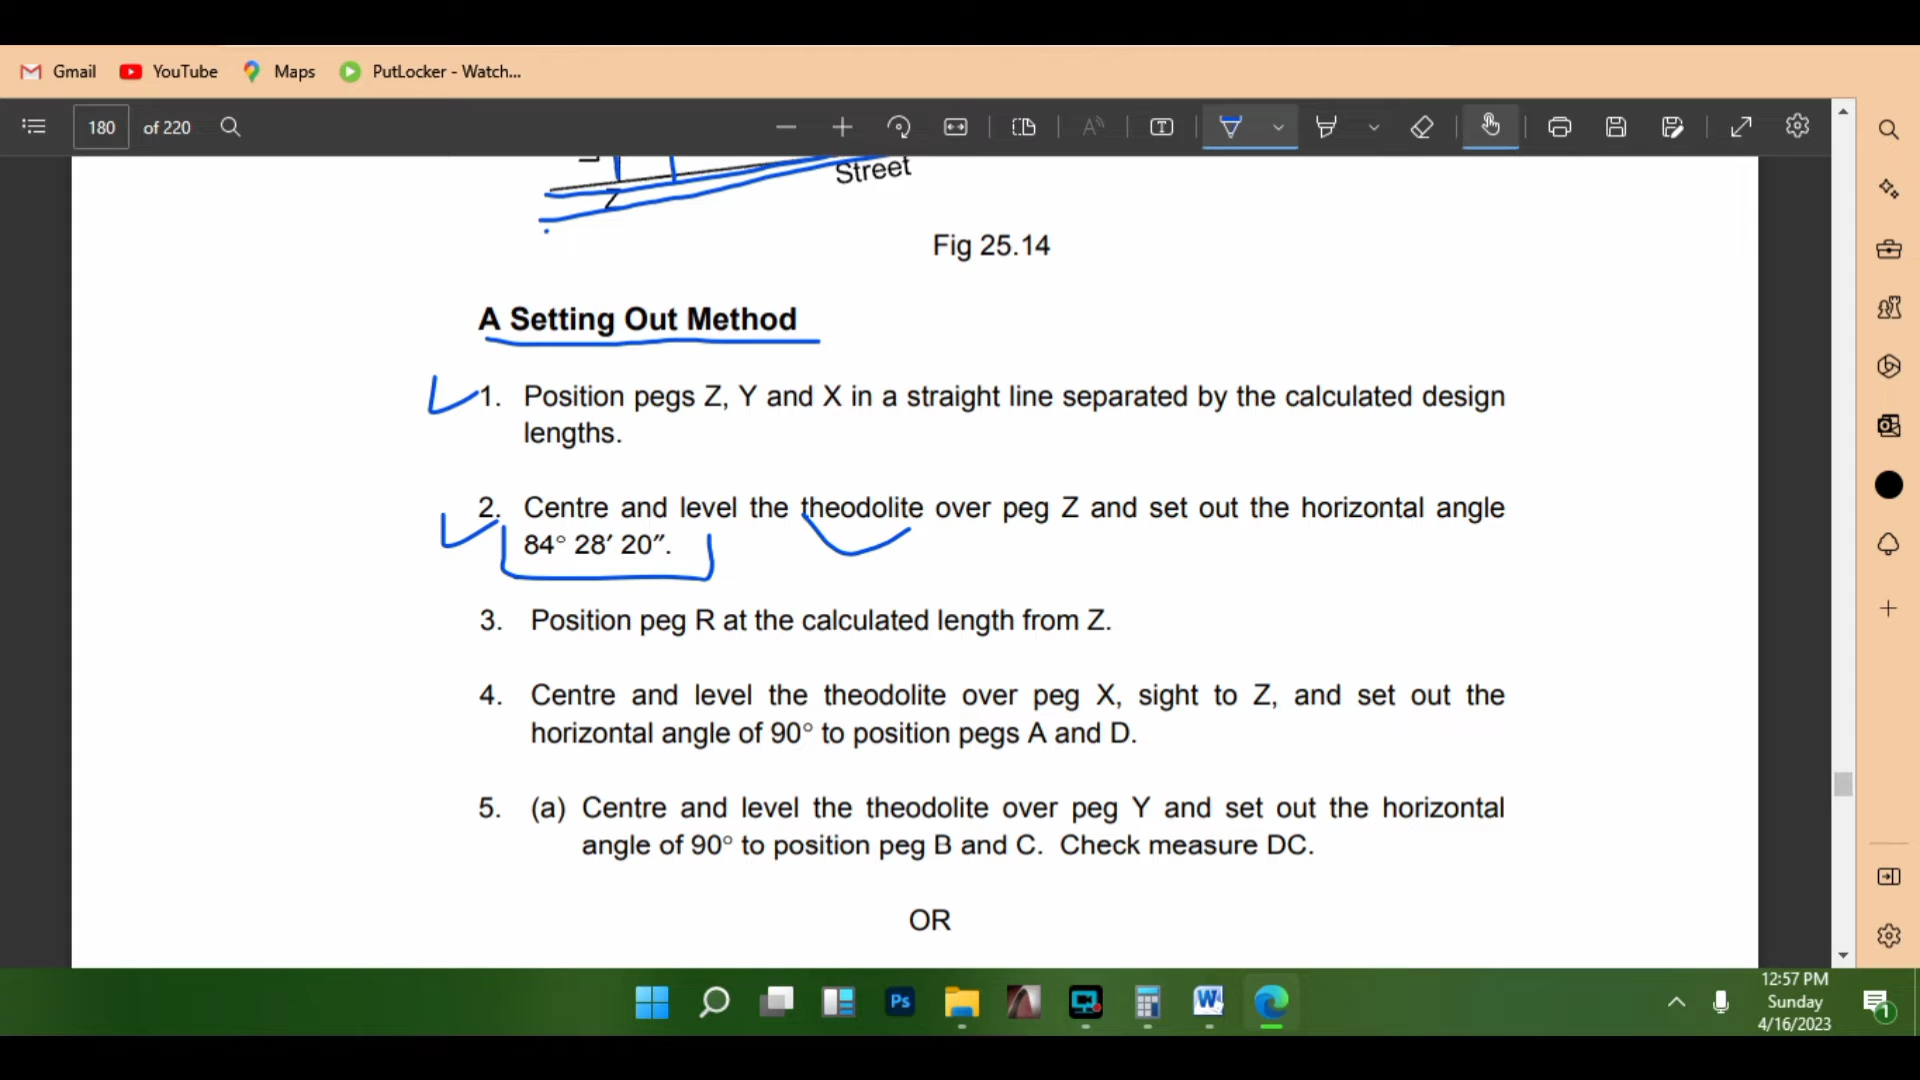 Gmail YouTube Maps PutLocker - Watch...
180 of 220
Street
Z
Fig 25.14
A Setting Out Method
1. Position pegs Z, Y and X in a straight line separated by the calculated design
lengths.
2. Centre and level the theodolite over peg Z and set out the horizontal angle
84° 28′ 20″.
3. Position peg R at the calculated length from Z.
4. Centre and level the theodolite over peg X, sight to Z, and set out the
horizontal angle of 90° to position pegs A and D.
5. (a) Centre and level the theodolite over peg Y and set out the horizontal
angle of 90° to position peg B and C. Check measure DC.
OR
Ps
W
12:57 PM
Sunday
4/16/2023
1